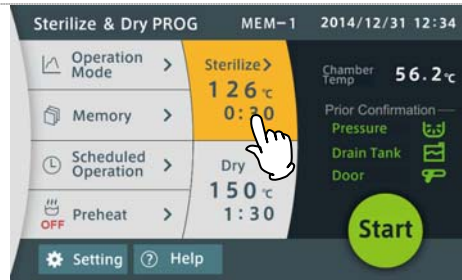 Sterilize & Dry PROG MEM-1 2014/12/31 12:34
Operation
Mode >
Memory >
Scheduled
Operation >
OFF Preheat >
Sterilize>
126℃
0:30
Dry
150℃
1:30
Chamber
Temp 56.2℃
Prior Confirmation
Pressure
Drain Tank
Door
Start
Setting ? Help